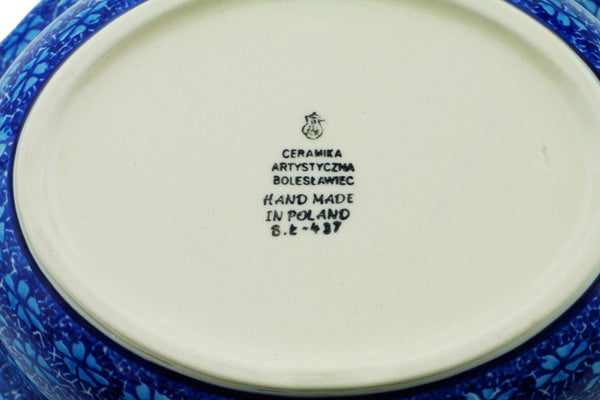 CERAMIKA
ARTYSTYCZNA
BOLESŁAWIEC
HAND MADE
IN POLAND
B.Ł-437